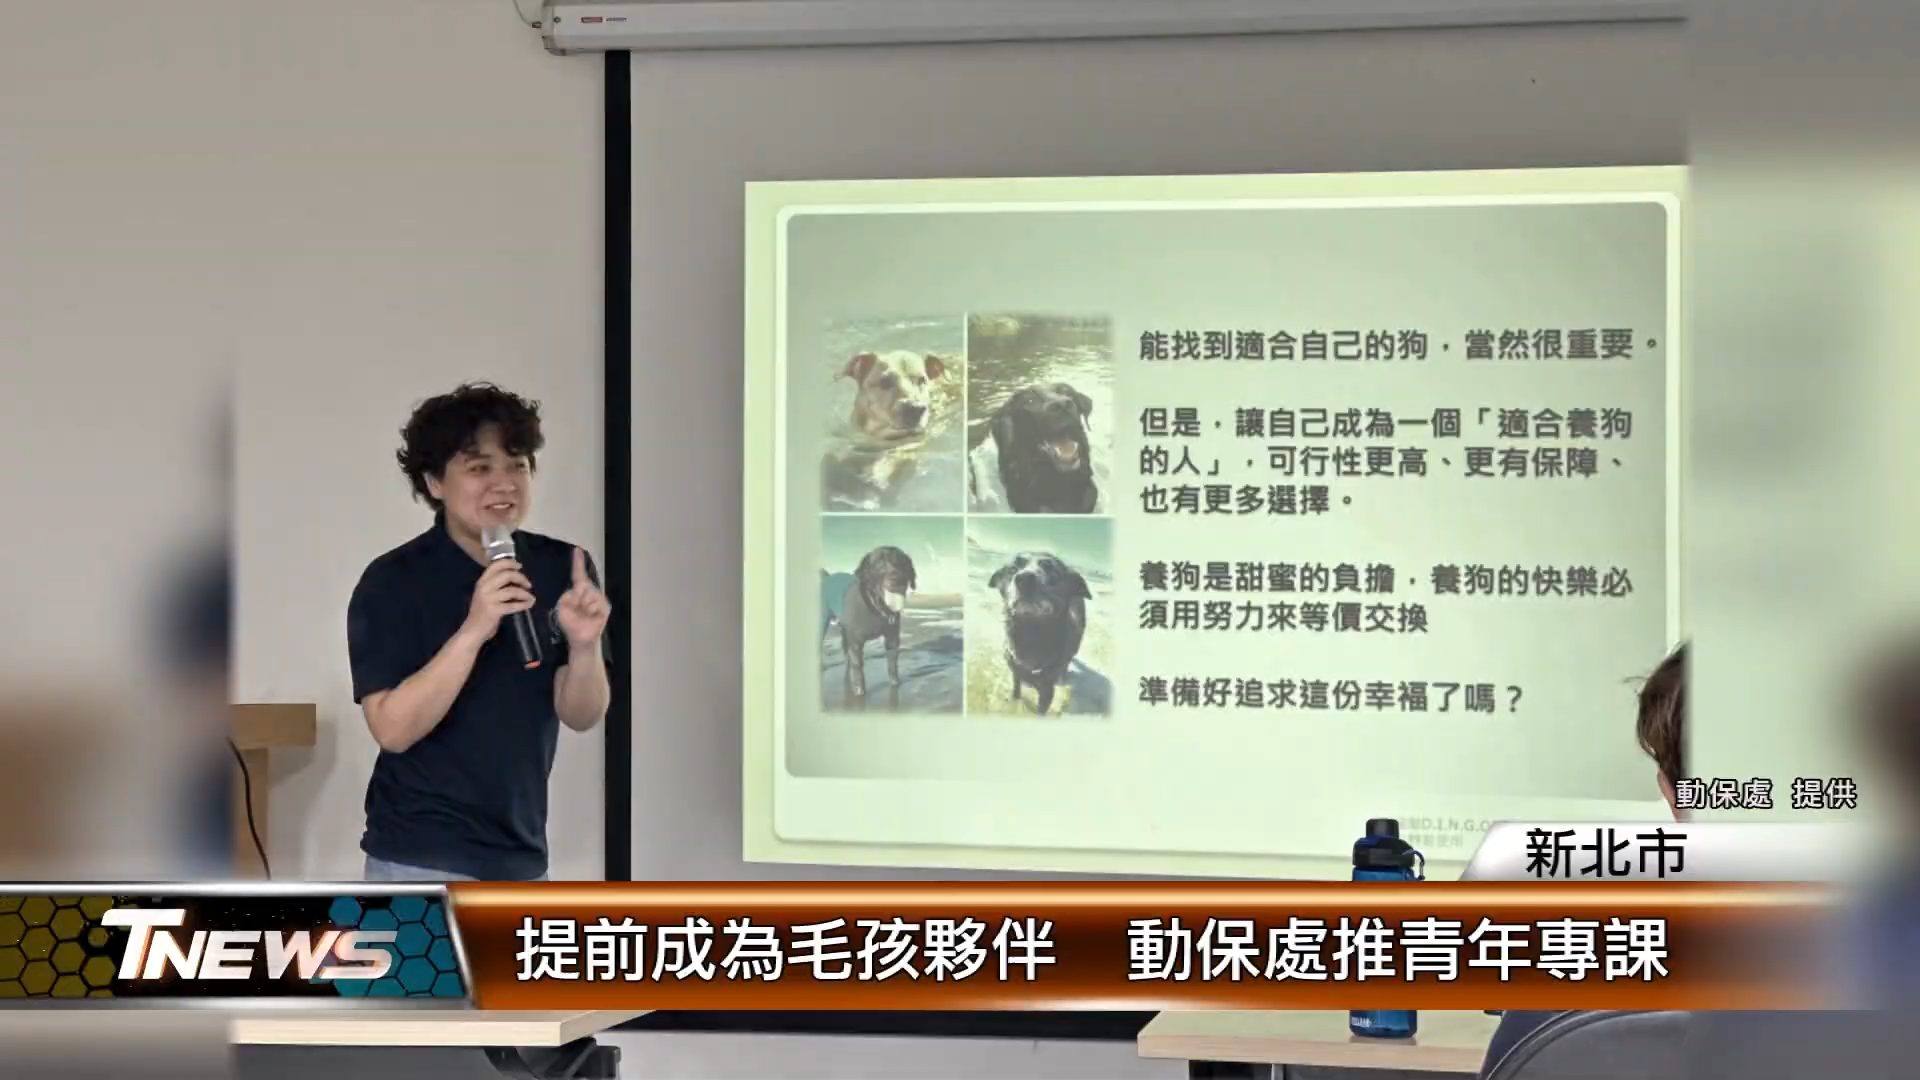 能找到適合自己的狗，當然很重要。
但是，讓自己成為一個「適合養狗
的人」，可行性更高、更有保障、
也有更多選擇。
養狗是甜蜜的負擔，養狗的快樂必
須用努力來等價交換
準備好追求這份幸福了嗎？
動保處 提供
新北市
TNEWS
提前成為毛孩夥伴 動保處推青年專課